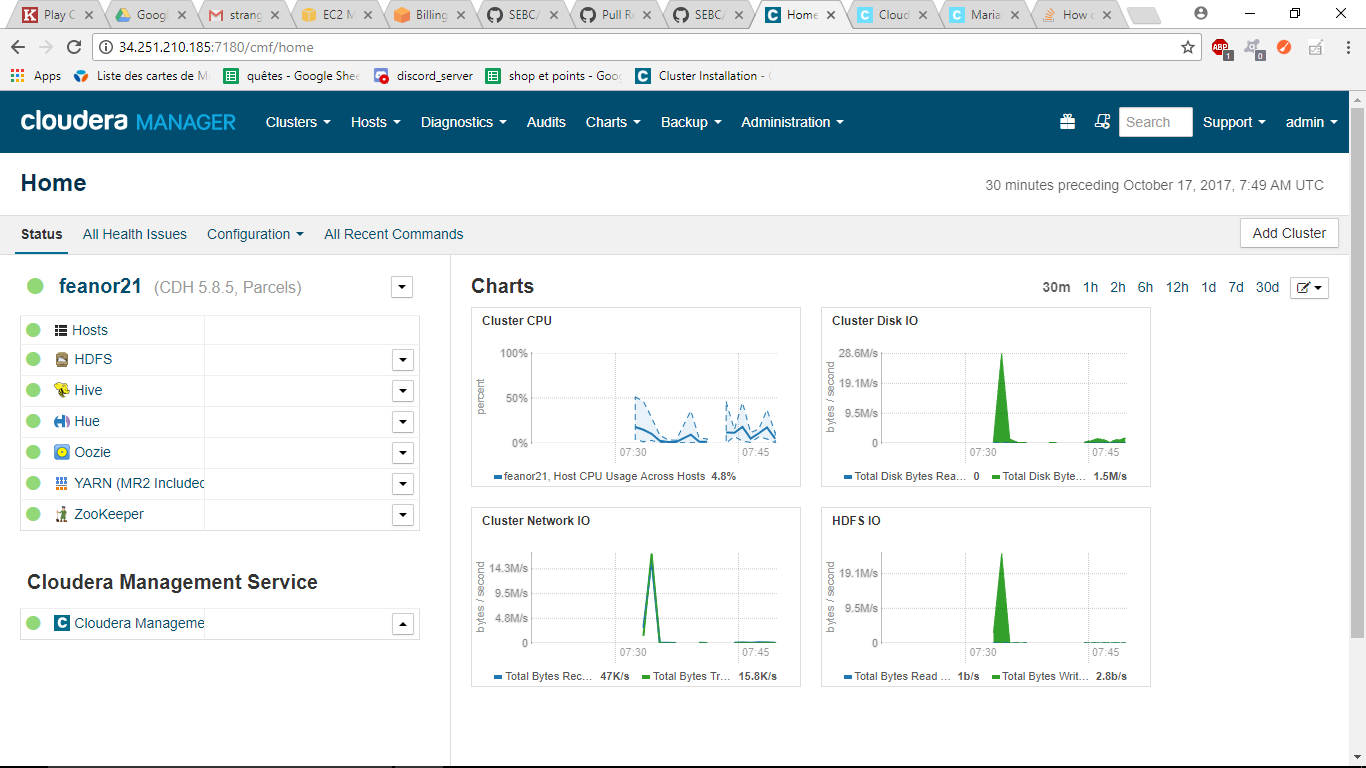 Play C Googl strang EC2 M Billing SEBC/ Pull R SEBC/ Home Cloud Maria How
34.251.210.185:7180/cmf/home
Apps Liste des cartes de M quêtes - Google Shee discord_server shop et points - Goog Cluster Installation -
cloudera MANAGER Clusters Hosts Diagnostics Audits Charts Backup Administration Search Support admin
Home
30 minutes preceding October 17, 2017, 7:49 AM UTC
Status All Health Issues Configuration All Recent Commands Add Cluster
feanor21 (CDH 5.8.5, Parcels)
Hosts
HDFS
Hive
Hue
Oozie
YARN (MR2 Included
ZooKeeper
Cloudera Management Service
Cloudera Manageme
Charts
30m 1h 2h 6h 12h 1d 7d 30d
Cluster CPU
percent
100%
50%
0%
07:30 07:45
feanor21, Host CPU Usage Across Hosts 4.8%
Cluster Disk IO
bytes / second
28.6M/s
19.1M/s
9.5M/s
0
07:30 07:45
Total Disk Bytes Rea... 0 Total Disk Byte... 1.5M/s
Cluster Network IO
bytes / second
14.3M/s
9.5M/s
4.8M/s
0
07:30 07:45
Total Bytes Rec... 47K/s Total Bytes Tr... 15.8K/s
HDFS IO
bytes / second
19.1M/s
9.5M/s
0
07:30 07:45
Total Bytes Read ... 1b/s Total Bytes Writ... 2.8b/s